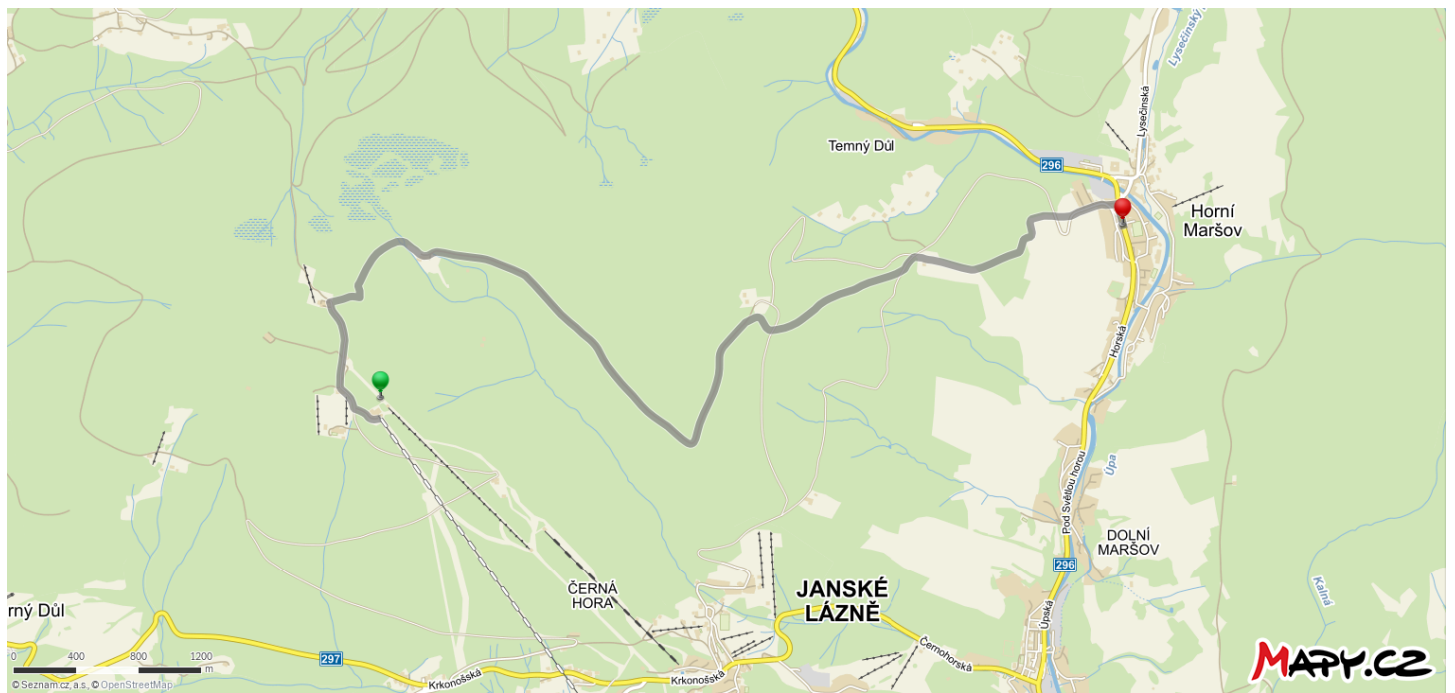 Lysečinský
Lysečinská
Temný Důl
296
Horní
Maršov
Horská
Pod Světlou horou
Úpa
DOLNÍ
MARŠOV
296
Kalná
ČERNÁ
HORA
JANSKÉ
LÁZNĚ
rný Důl
Úpská
Černohorská
297
Krkonošská
Krkonošská
0 400 800 1200
m
© Seznam.cz, a.s., © OpenStreetMap
MAPY.CZ